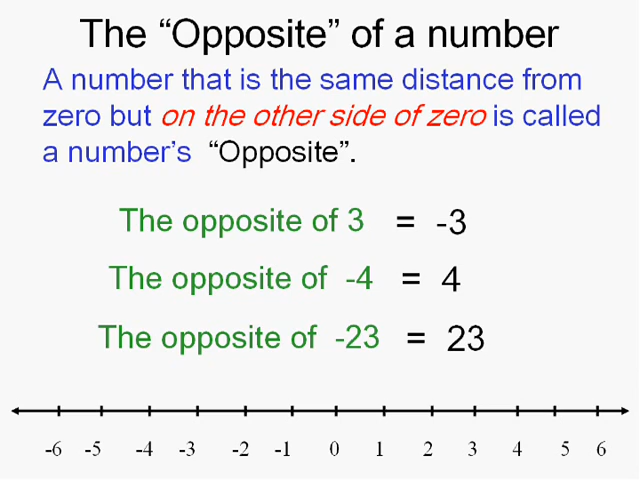 The “Opposite” of a number
A number that is the same distance from
zero but on the other side of zero is called
a number’s “Opposite”.
The opposite of 3 = -3
The opposite of -4 = 4
The opposite of -23 = 23
-6 -5 -4 -3 -2 -1 0 1 2 3 4 5 6